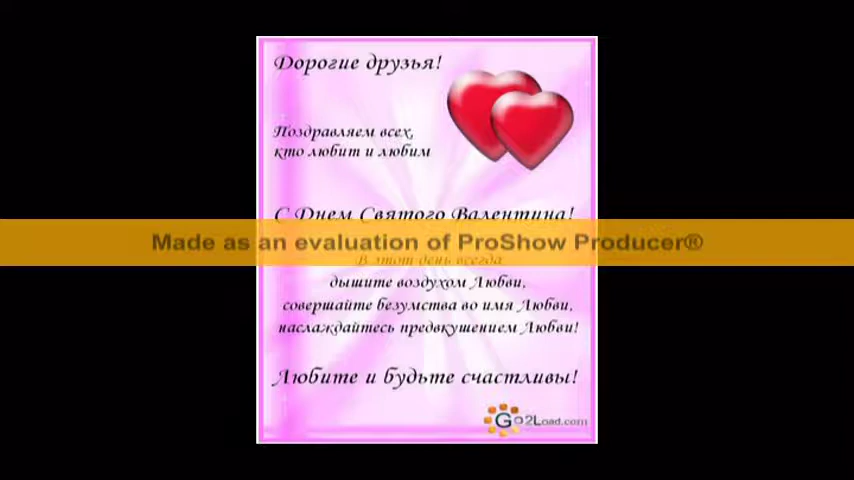 Дорогие друзья!
Поздравляем всех,
кто любит и любим
С Днем Святого Валентина!
Made as an evaluation of ProShow Producer®
В этот день всегда
дышите воздухом Любви,
совершайте безумства во имя Любви,
наслаждайтесь предвкушением Любви!
Любите и будьте счастливы!
Go2Load.com